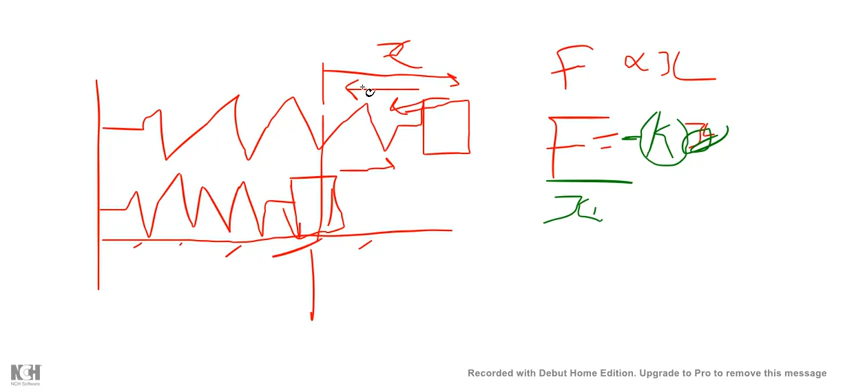 x
F ∝ x
F = -Kx
x
NCH
NCH Software
Recorded with Debut Home Edition. Upgrade to Pro to remove this message